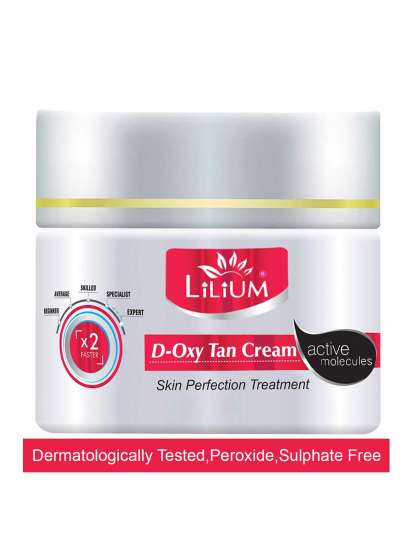 LiLiUM ®
BEGINNER
AVERAGE
SKILLED
SPECIALIST
EXPERT
x2
FASTER
D-Oxy Tan Cream
active
molecules
Skin Perfection Treatment
Dermatologically Tested,Peroxide,Sulphate Free